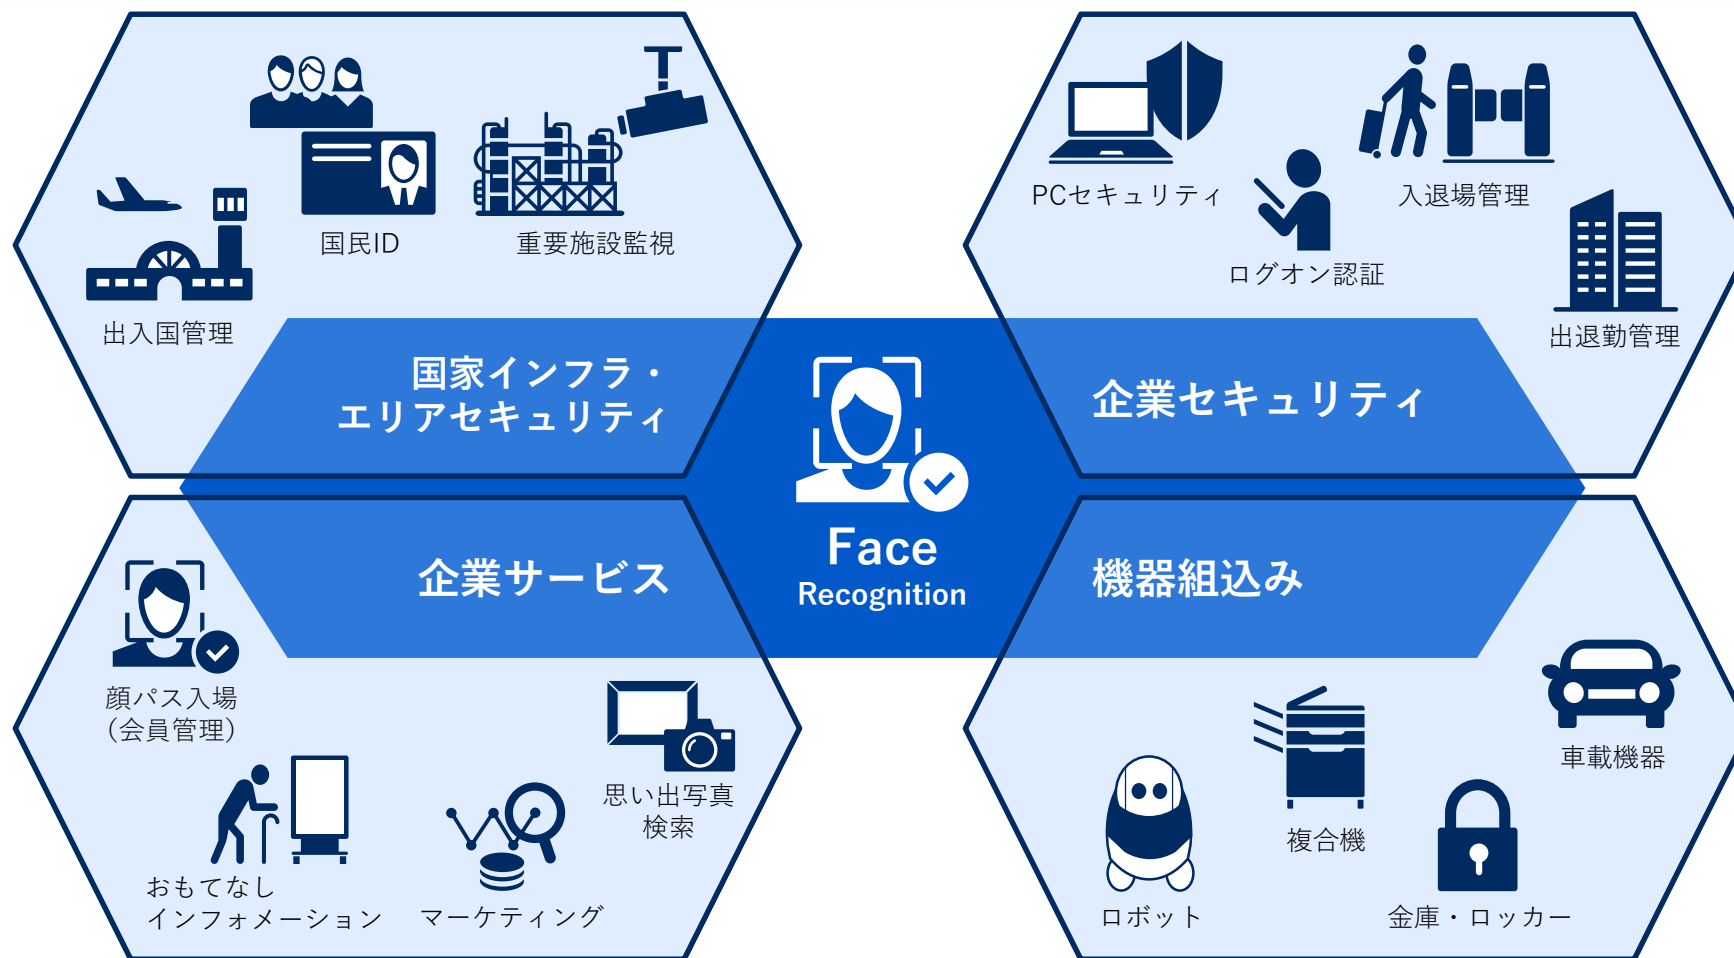 国民ID
重要施設監視
出入国管理
国家インフラ・
エリアセキュリティ
PCセキュリティ
入退場管理
ログオン認証
出退勤管理
企業セキュリティ
Face
Recognition
企業サービス
顔パス入場
（会員管理）
思い出写真
検索
おもてなし
インフォメーション
マーケティング
機器組込み
車載機器
複合機
ロボット
金庫・ロッカー